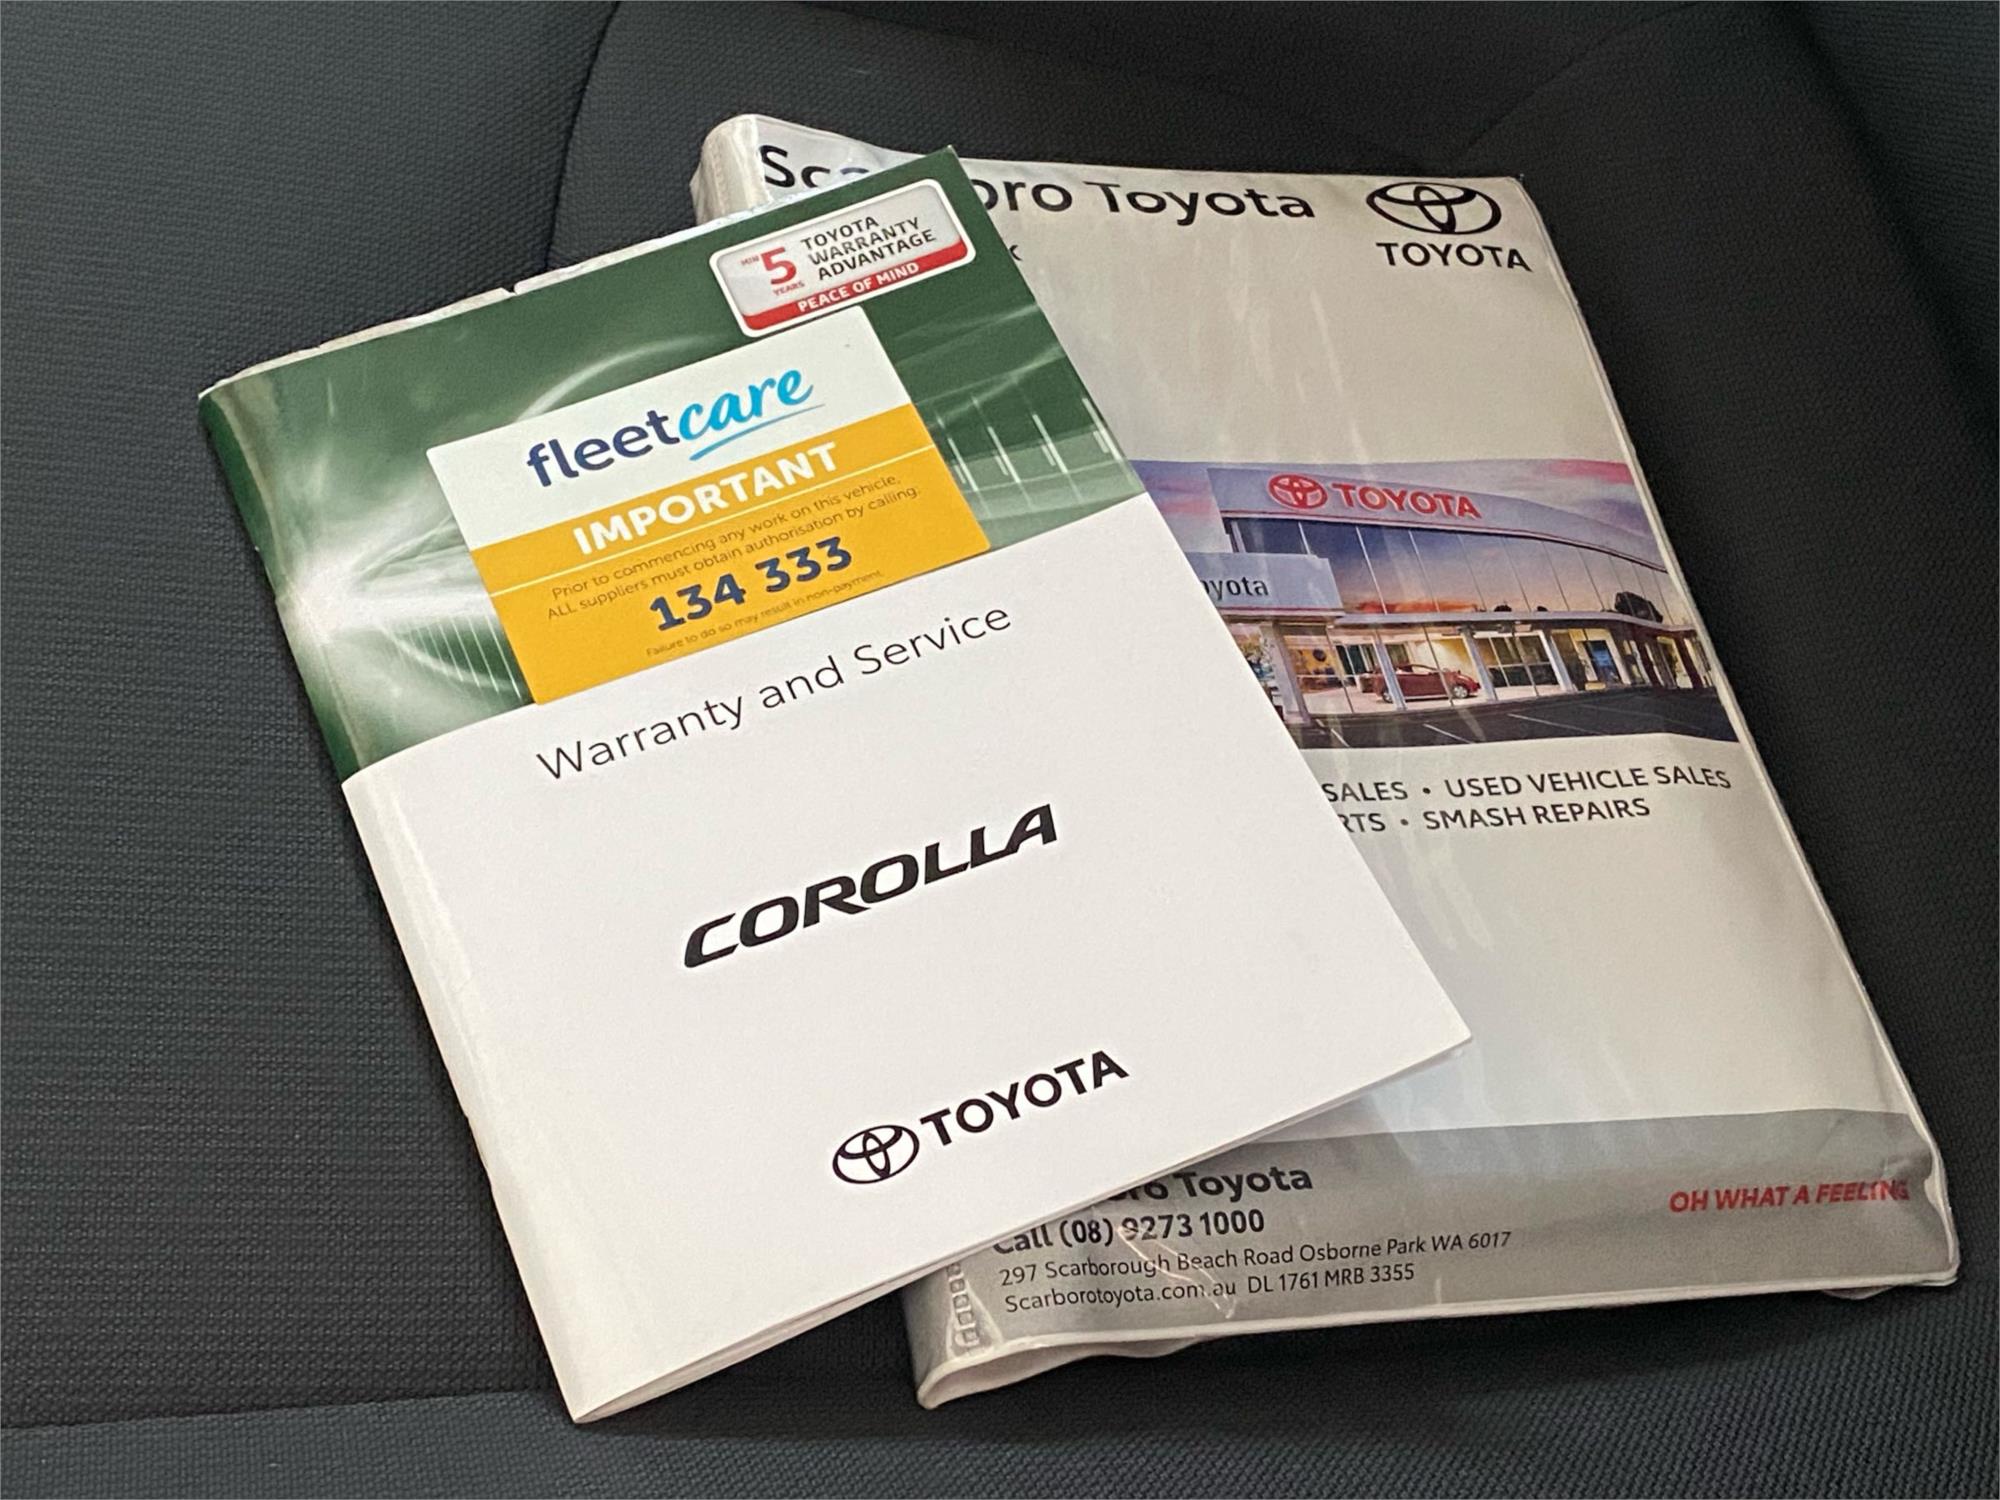 MIN 5 YEARS
TOYOTA
WARRANTY
ADVANTAGE
PEACE OF MIND
fleetcare
IMPORTANT
Prior to commencing any work on this vehicle,
ALL suppliers must obtain authorisation by calling:
134 333
Failure to do so may result in non-payment.
Warranty and Service
COROLLA
TOYOTA
Toyota
TOYOTA
TOYOTA
SALES • USED VEHICLE SALES
• SMASH REPAIRS
Toyota
Call (08) 9273 1000
297 Scarborough Beach Road Osborne Park WA 6017
Scarborotoyota.com.au DL 1761 MRB 3355
OH WHAT A FEELING